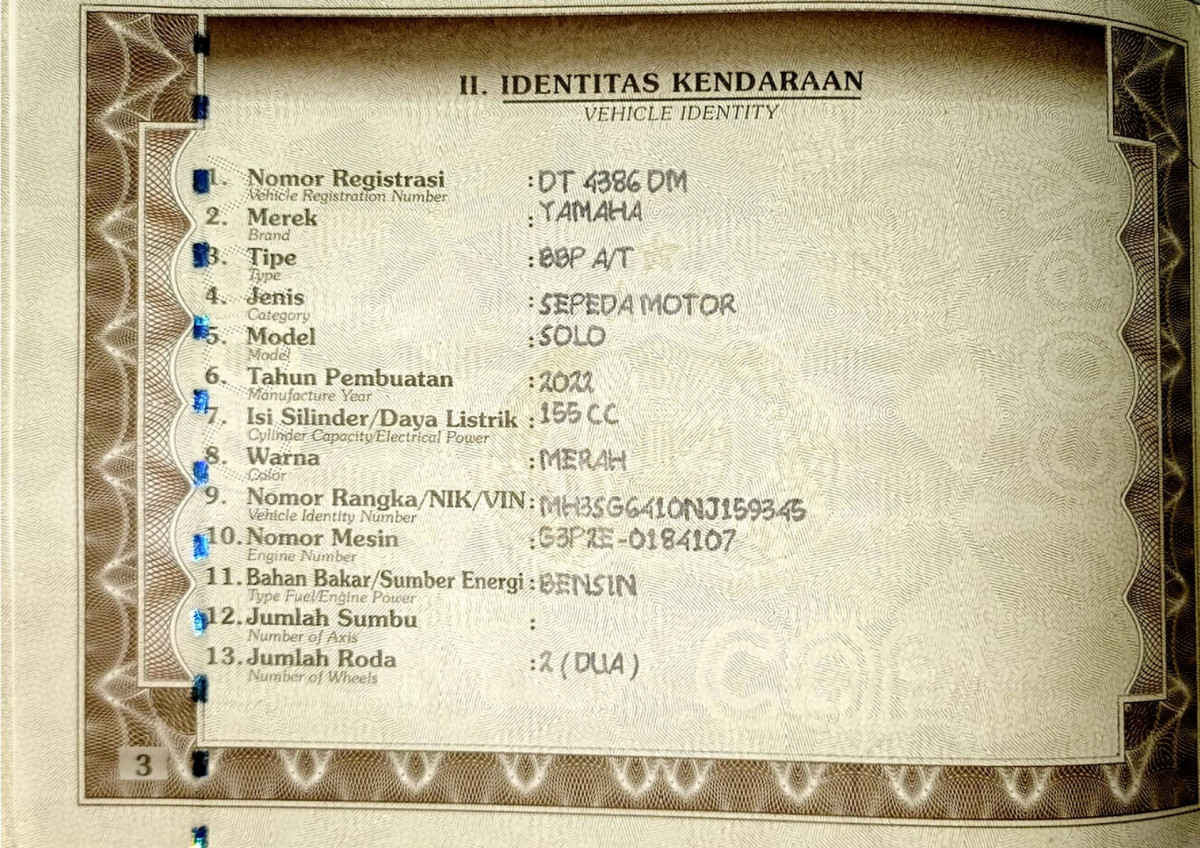 II. IDENTITAS KENDARAAN
VEHICLE IDENTITY
1. Nomor Registrasi : DT 4386 DM
Vehicle Registration Number
2. Merek : YAMAHA
Brand
3. Tipe : BBP A/T
Type
4. Jenis : SEPEDA MOTOR
Category
5. Model : SOLO
Model
6. Tahun Pembuatan : 2022
Manufacture Year
7. Isi Silinder/Daya Listrik : 155 CC
Cylinder Capacity/Electrical Power
8. Warna : MERAH
Color
9. Nomor Rangka/NIK/VIN : MH3SG6410NJ159345
Vehicle Identity Number
10. Nomor Mesin : G3P2E-0184107
Engine Number
11. Bahan Bakar/Sumber Energi : BENSIN
Type Fuel/Engine Power
12. Jumlah Sumbu :
Number of Axis
13. Jumlah Roda : 2 ( DUA )
Number of Wheels
COPY
copy
3